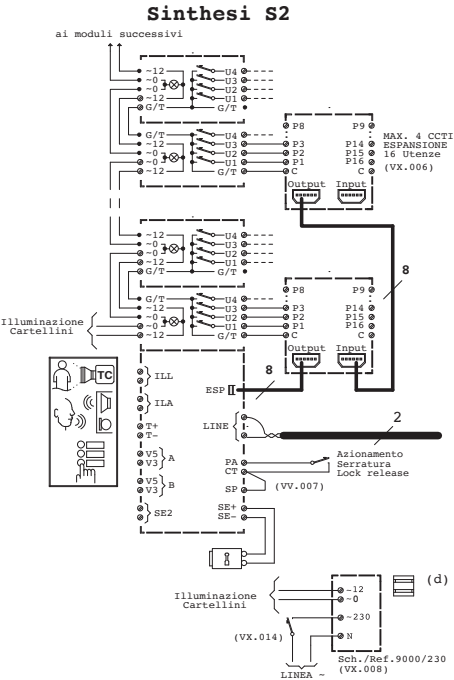 Sinthesi S2
ai moduli successivi
~12
~0
~0
~12
G/T
U4
U3
U2
U1
G/T
G/T
~12
~0
~0
~12
U4
U3
U2
U1
G/T
P8 P9
P3 P14
P2 P15
P1 P16
C C
Output Input
MAX. 4 CCTI
ESPANSIONE
16 Utenze
(VX.006)
8
~12
~0
~0
~12
G/T
U4
U3
U2
U1
G/T
G/T
~12
~0
~0
~12
U4
U3
U2
U1
G/T
Illuminazione
Cartellini
P8 P9
P3 P14
P2 P15
P1 P16
C C
Output Input
TC
ILL
ILA
T+
T-
V5
V3
A
V5
V3
B
SE2
ESP
8
LINE
2
PA
CT
SP
SE+
SE-
Azionamento
Serratura
Lock release
(VV.007)
Illuminazione
Cartellini
~12
~0
~230
N
(d)
(VX.014)
LINEA ~
Sch./Ref.9000/230
(VX.008)